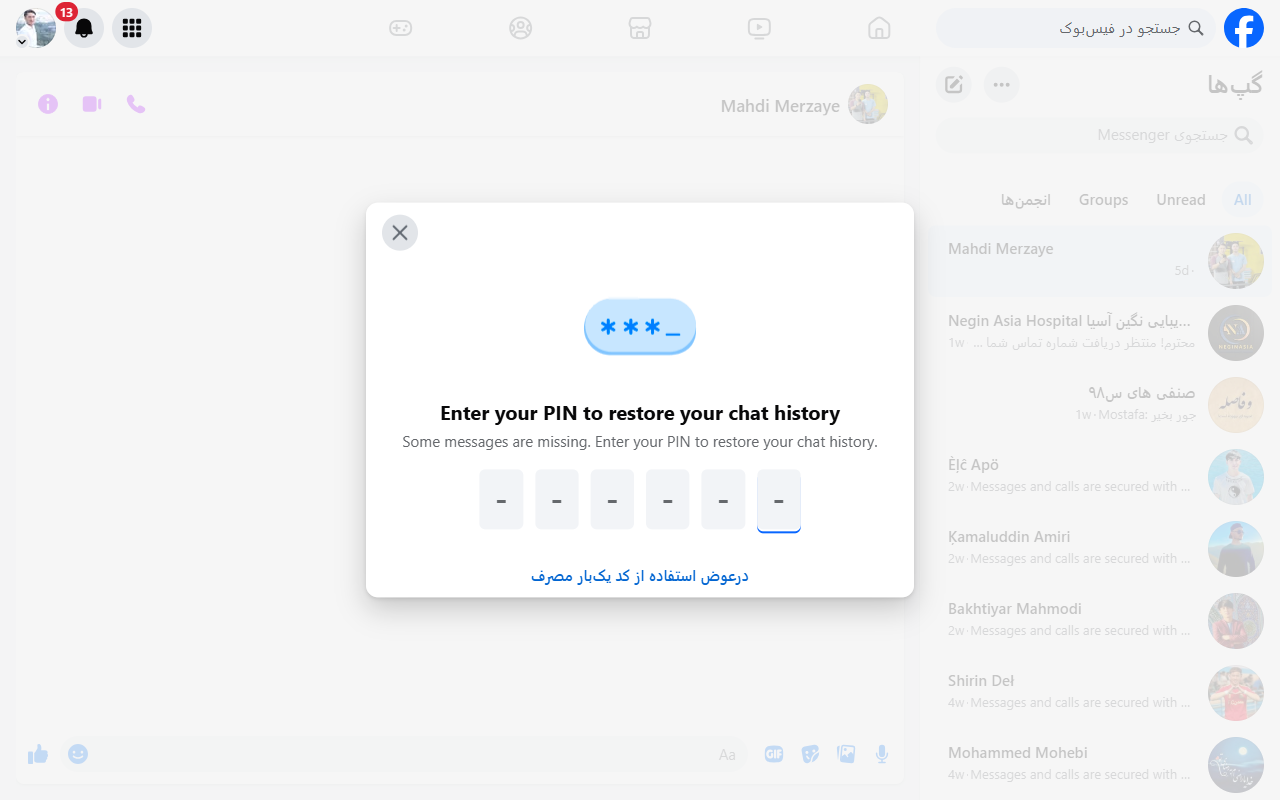 13
جستجو در فیس‌بوک
گپ‌ها
جستجوی Messenger
All
Unread
Groups
انجمن‌ها
Mahdi Merzaye
5d ·
Negin Asia Hospital ...یبایی نگین آسیا
محترم! منتظر دریافت شماره تماس شما ... 1w
صنفی های س۹۸
Mostafa: جور بخیر · 1w
Èļĉ Apö
2w · Messages and calls are secured with ...
Ķamaluddin Amiri
2w · Messages and calls are secured with ...
Bakhtiyar Mahmodi
2w · Messages and calls are secured with ...
Shirin Deł
4w · Messages and calls are secured with ...
Mohammed Mohebi
4w · Messages and calls are secured with ...
Mahdi Merzaye
***_
Enter your PIN to restore your chat history
Some messages are missing. Enter your PIN to restore your chat history.
- - - - - -
درعوض استفاده از کد یک‌بار مصرف
Aa
GIF